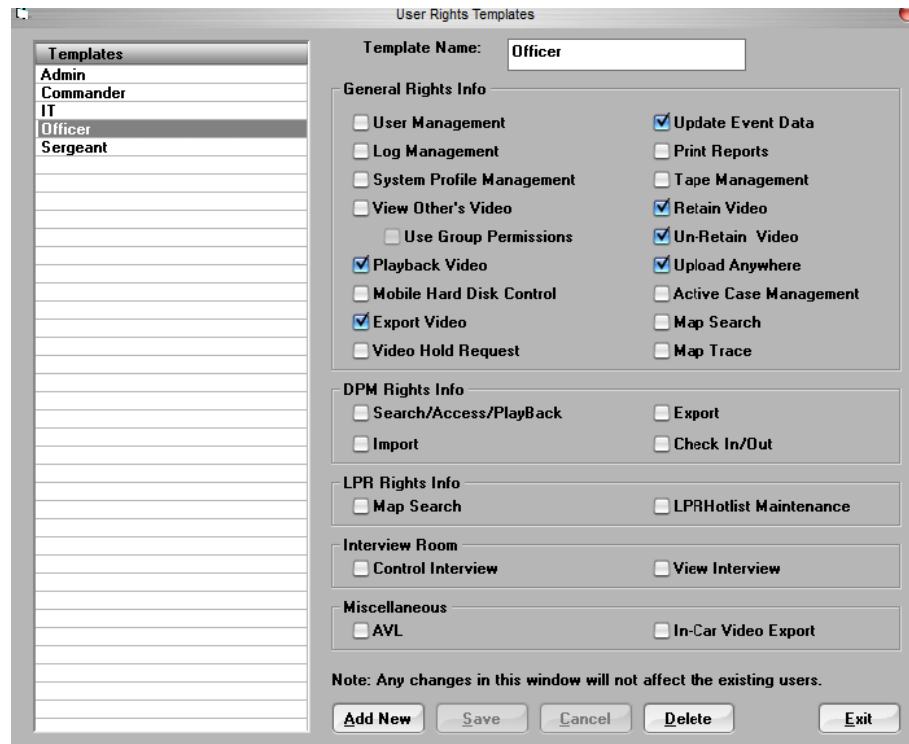 User Rights Templates
Templates
Admin
Commander
IT
Officer
Sergeant
Template Name: Officer
General Rights Info
User Management
Log Management
System Profile Management
View Other's Video
Use Group Permissions
Playback Video
Mobile Hard Disk Control
Export Video
Video Hold Request
Update Event Data
Print Reports
Tape Management
Retain Video
Un-Retain Video
Upload Anywhere
Active Case Management
Map Search
Map Trace
DPM Rights Info
Search/Access/PlayBack
Export
Import
Check In/Out
LPR Rights Info
Map Search
LPRHotlist Maintenance
Interview Room
Control Interview
View Interview
Miscellaneous
AVL
In-Car Video Export
Note: Any changes in this window will not affect the existing users.
Add New Save Cancel Delete Exit